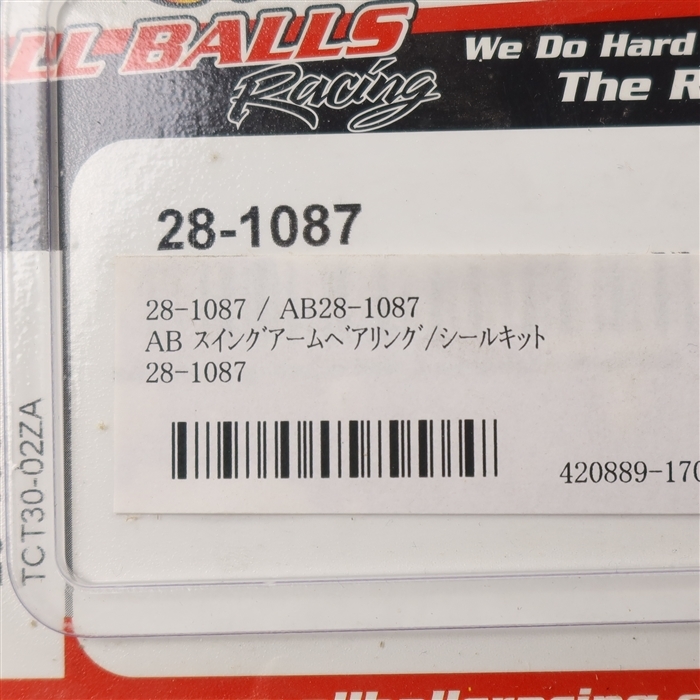 LL-BALLS
Racing
We Do Hard
The R
28-1087
28-1087 / AB28-1087
AB スイングアームベアリング/シールキット
28-1087
420889-170
TCT30-02ZA